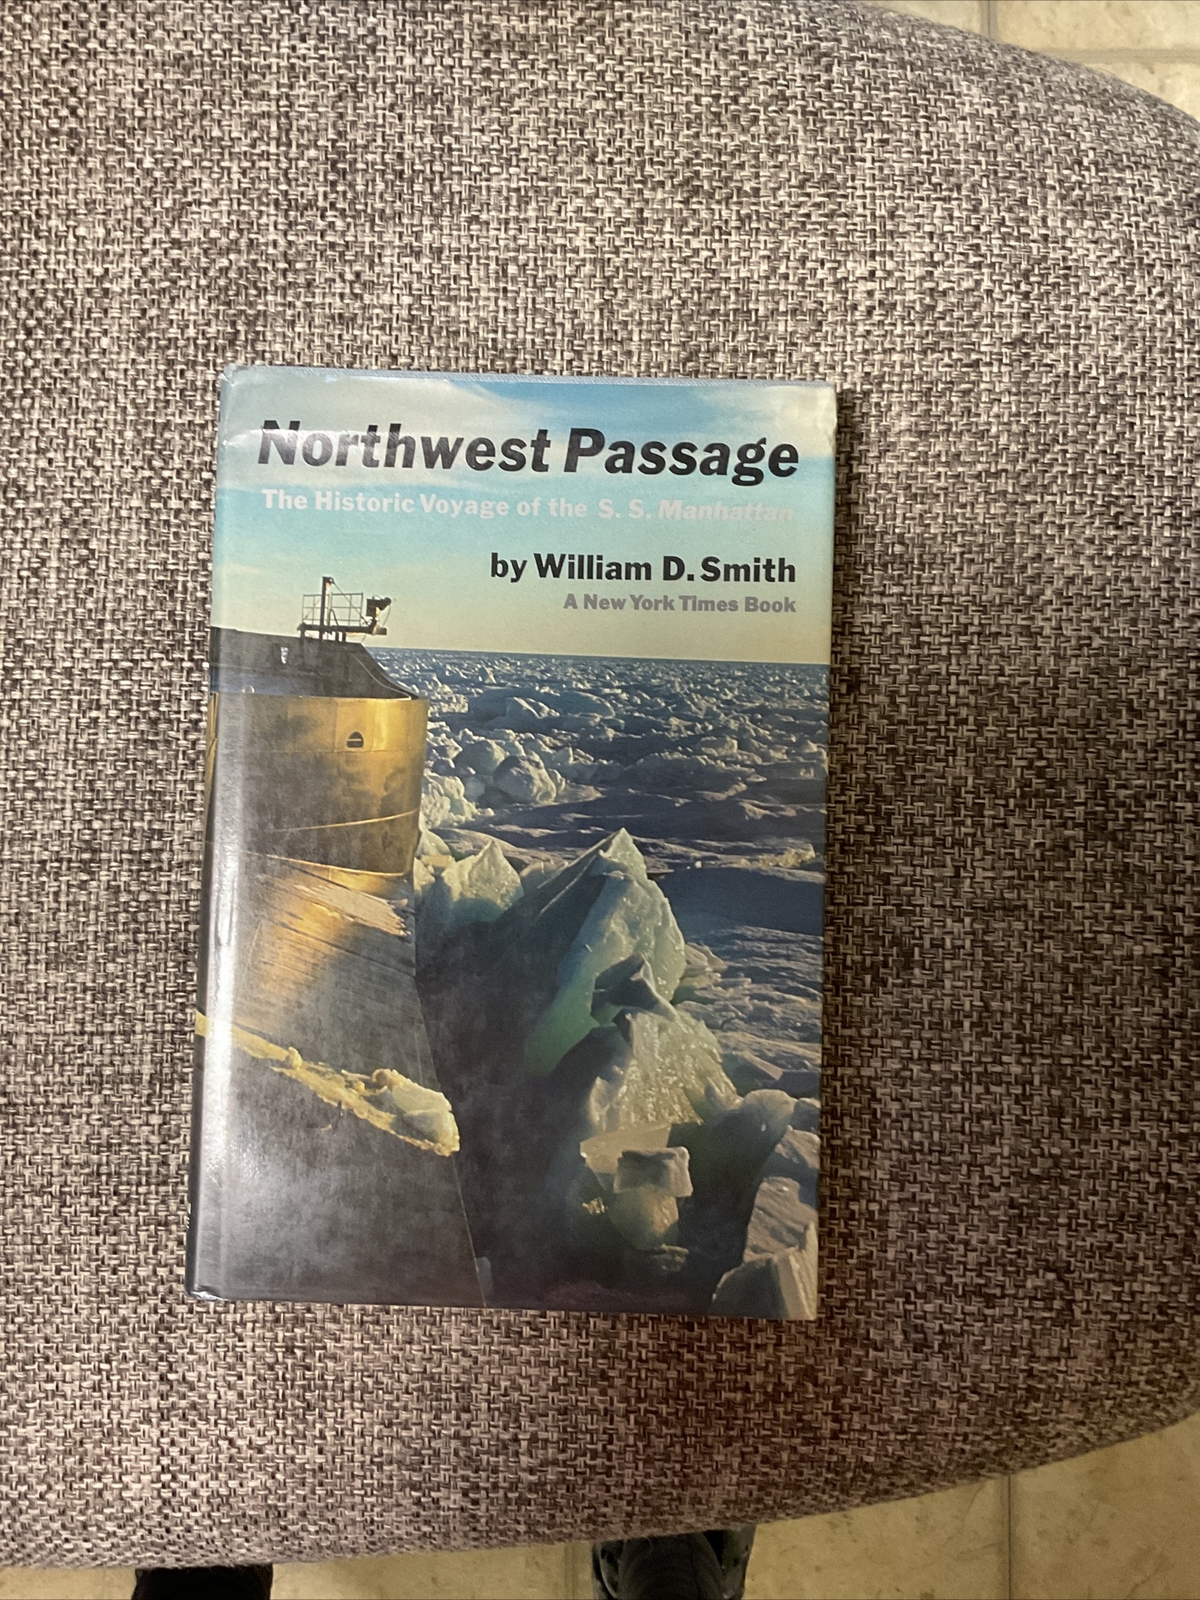 Northwest Passage
The Historic Voyage of the S. S. Manhattan
by William D. Smith
A New York Times Book